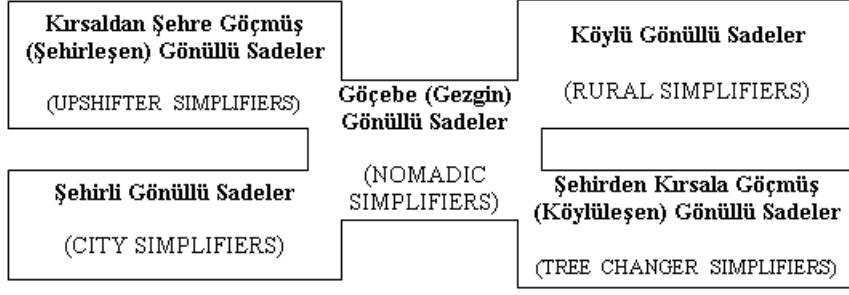 Kırsaldan Şehre Göçmüş
(Şehirleşen) Gönüllü Sadeler
(UPSHIFTER SIMPLIFIERS)
Şehirli Gönüllü Sadeler
(CITY SIMPLIFIERS)
Göçebe (Gezgin)
Gönüllü Sadeler
(NOMADIC
SIMPLIFIERS)
Köylü Gönüllü Sadeler
(RURAL SIMPLIFIERS)
Şehirden Kırsala Göçmüş
(Köylüleşen) Gönüllü Sadeler
(TREE CHANGER SIMPLIFIERS)